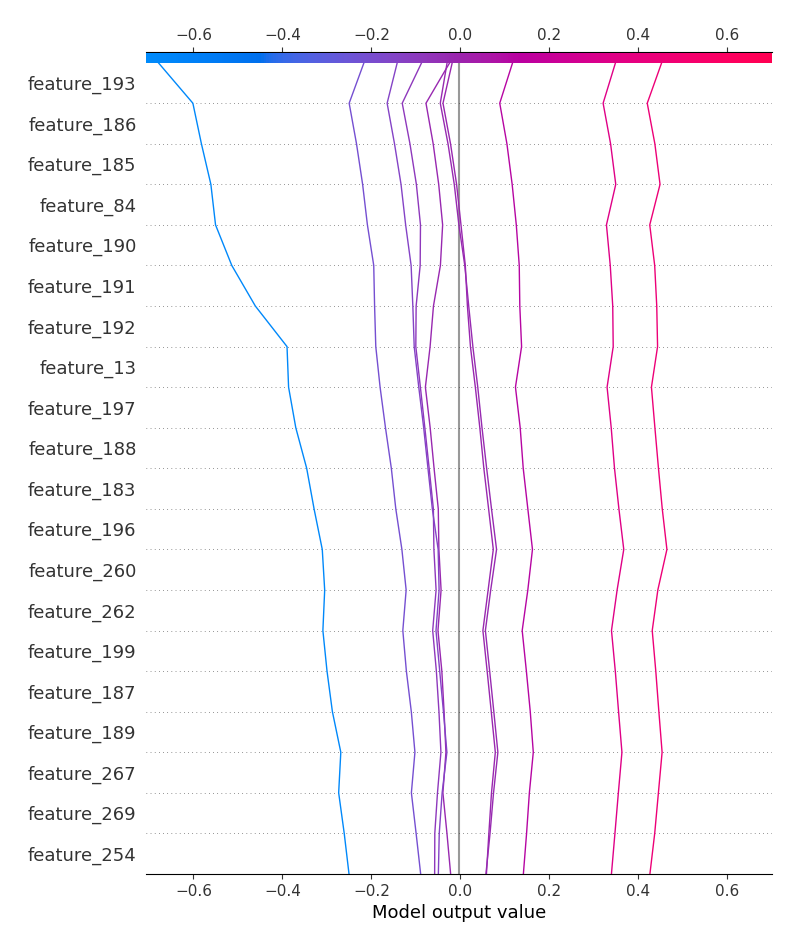 −0.6 −0.4 −0.2 0.0 0.2 0.4 0.6
feature_193
feature_186
feature_185
feature_84
feature_190
feature_191
feature_192
feature_13
feature_197
feature_188
feature_183
feature_196
feature_260
feature_262
feature_199
feature_187
feature_189
feature_267
feature_269
feature_254
−0.6 −0.4 −0.2 0.0 0.2 0.4 0.6
Model output value